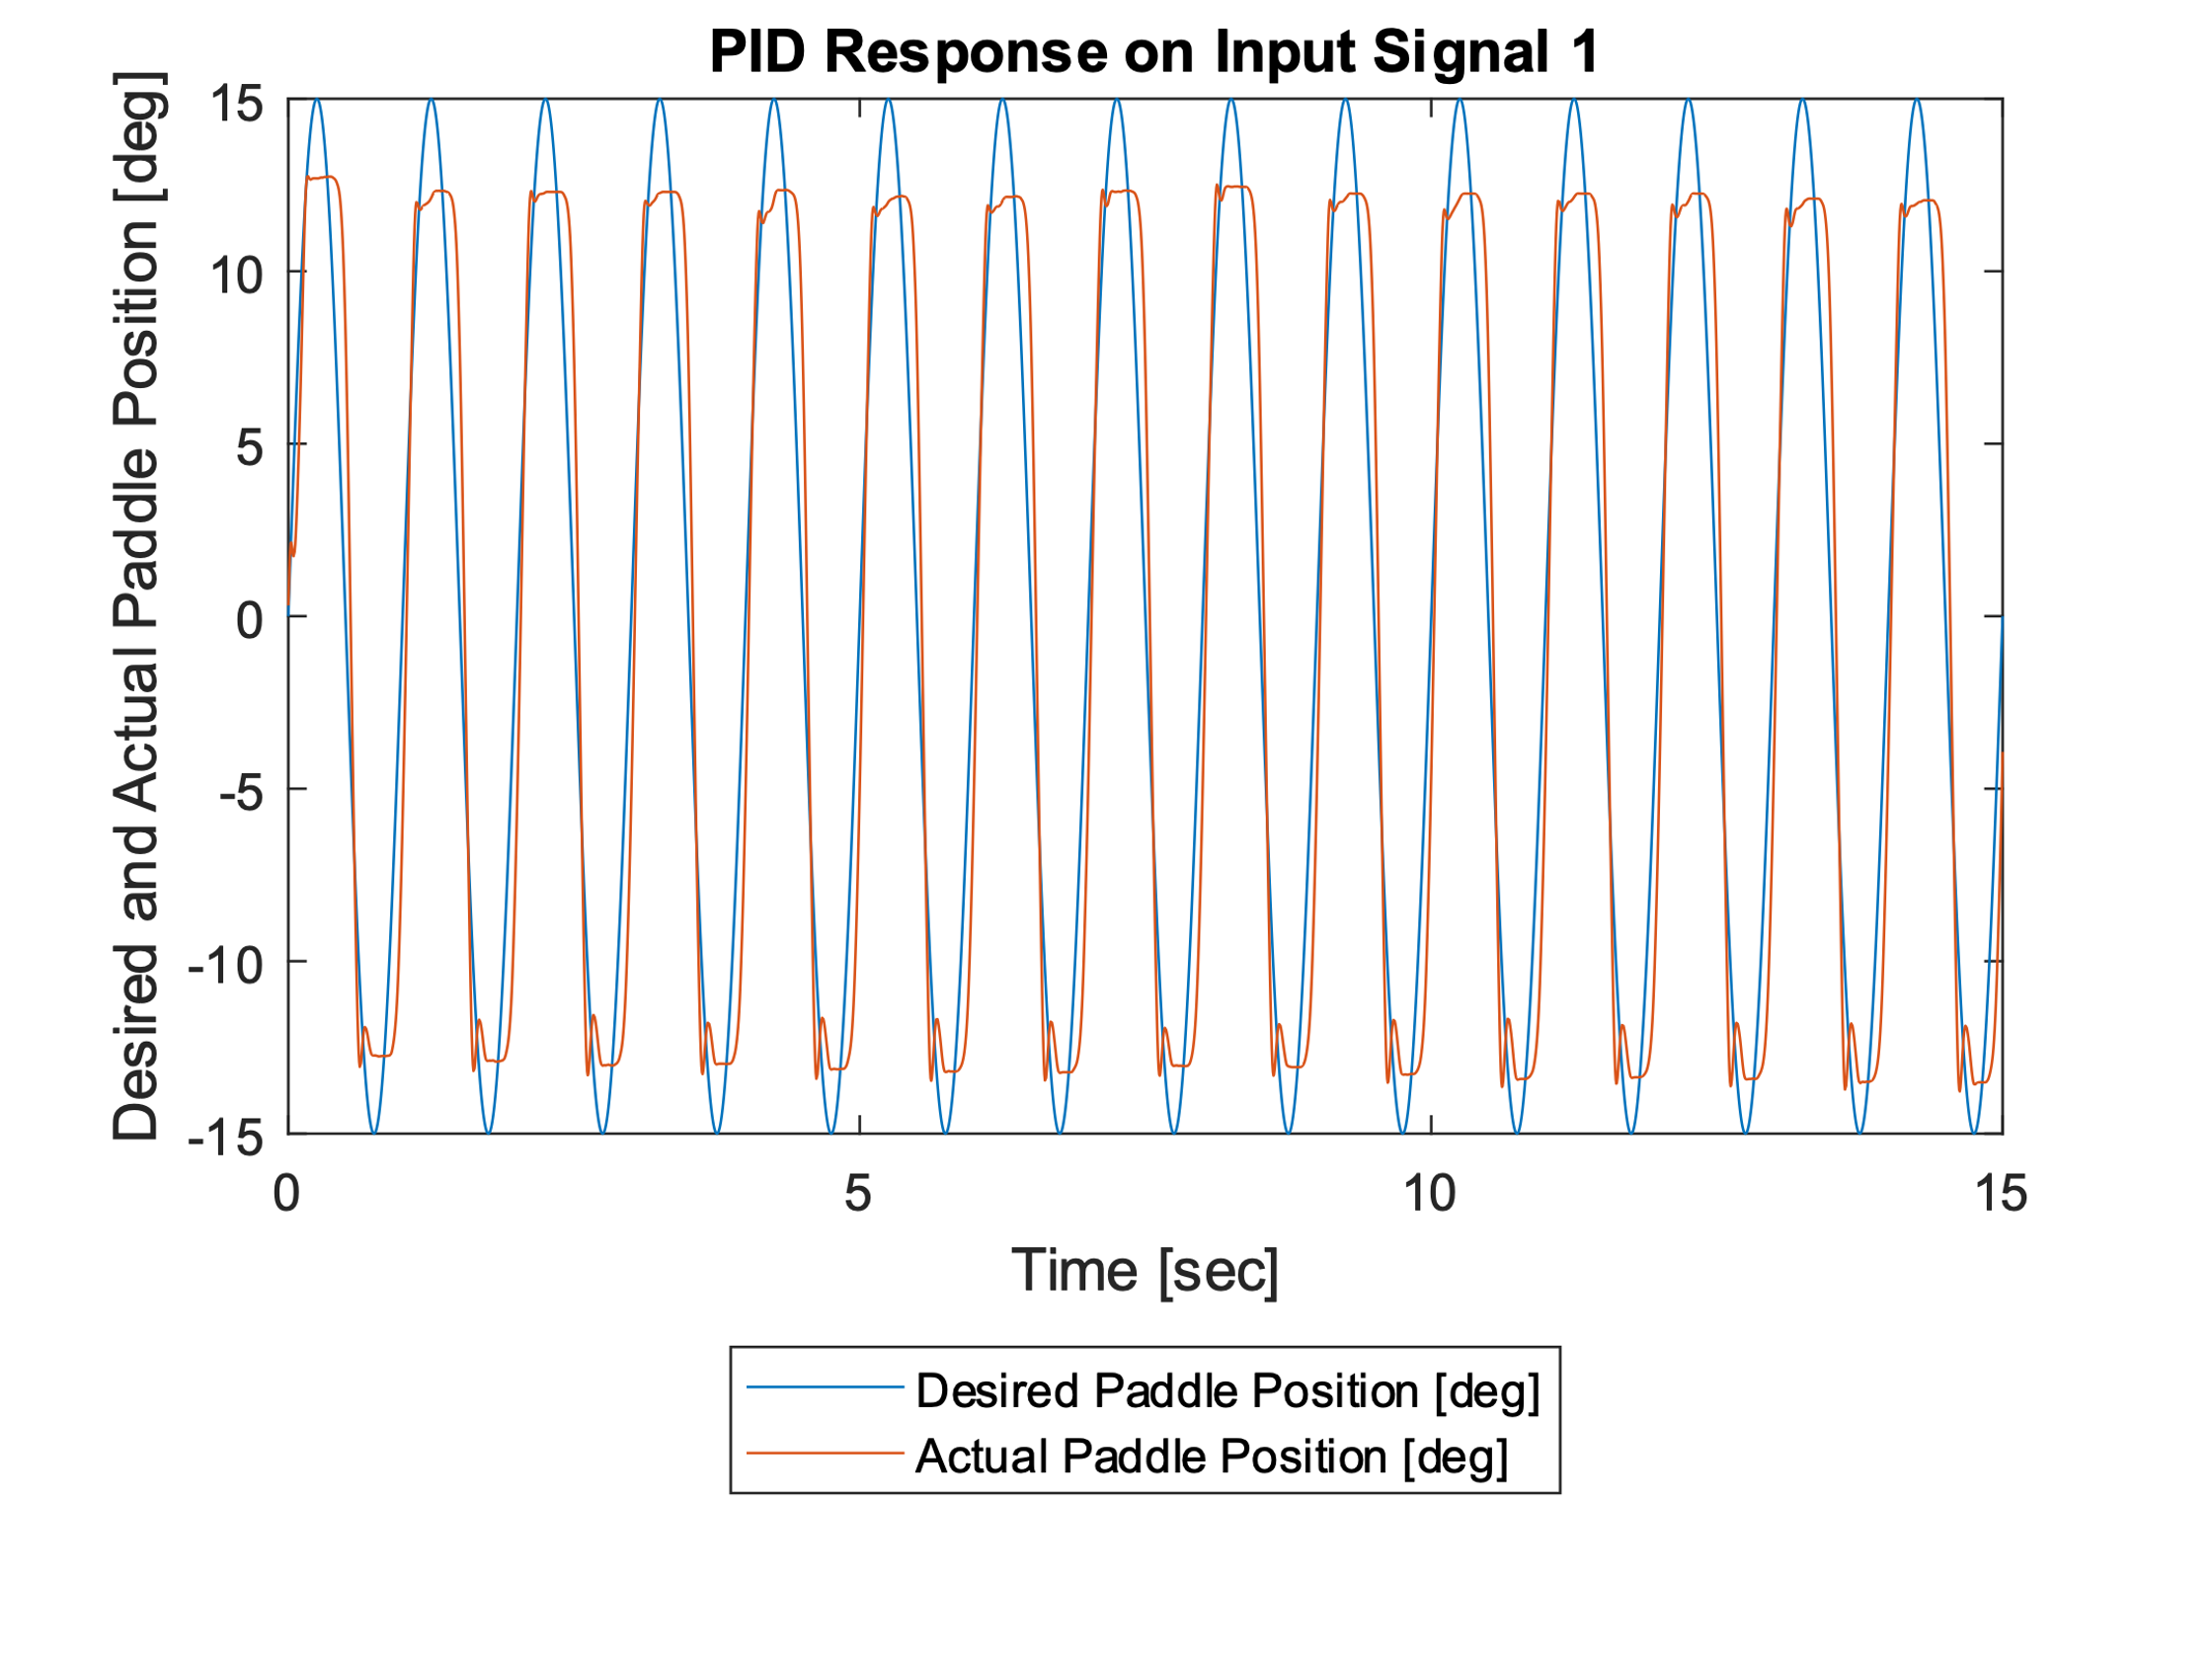 PID Response on Input Signal 1
Desired and Actual Paddle Position [deg]
15
10
5
0
-5
-10
-15
0
5
10
15
Time [sec]
Desired Paddle Position [deg]
Actual Paddle Position [deg]